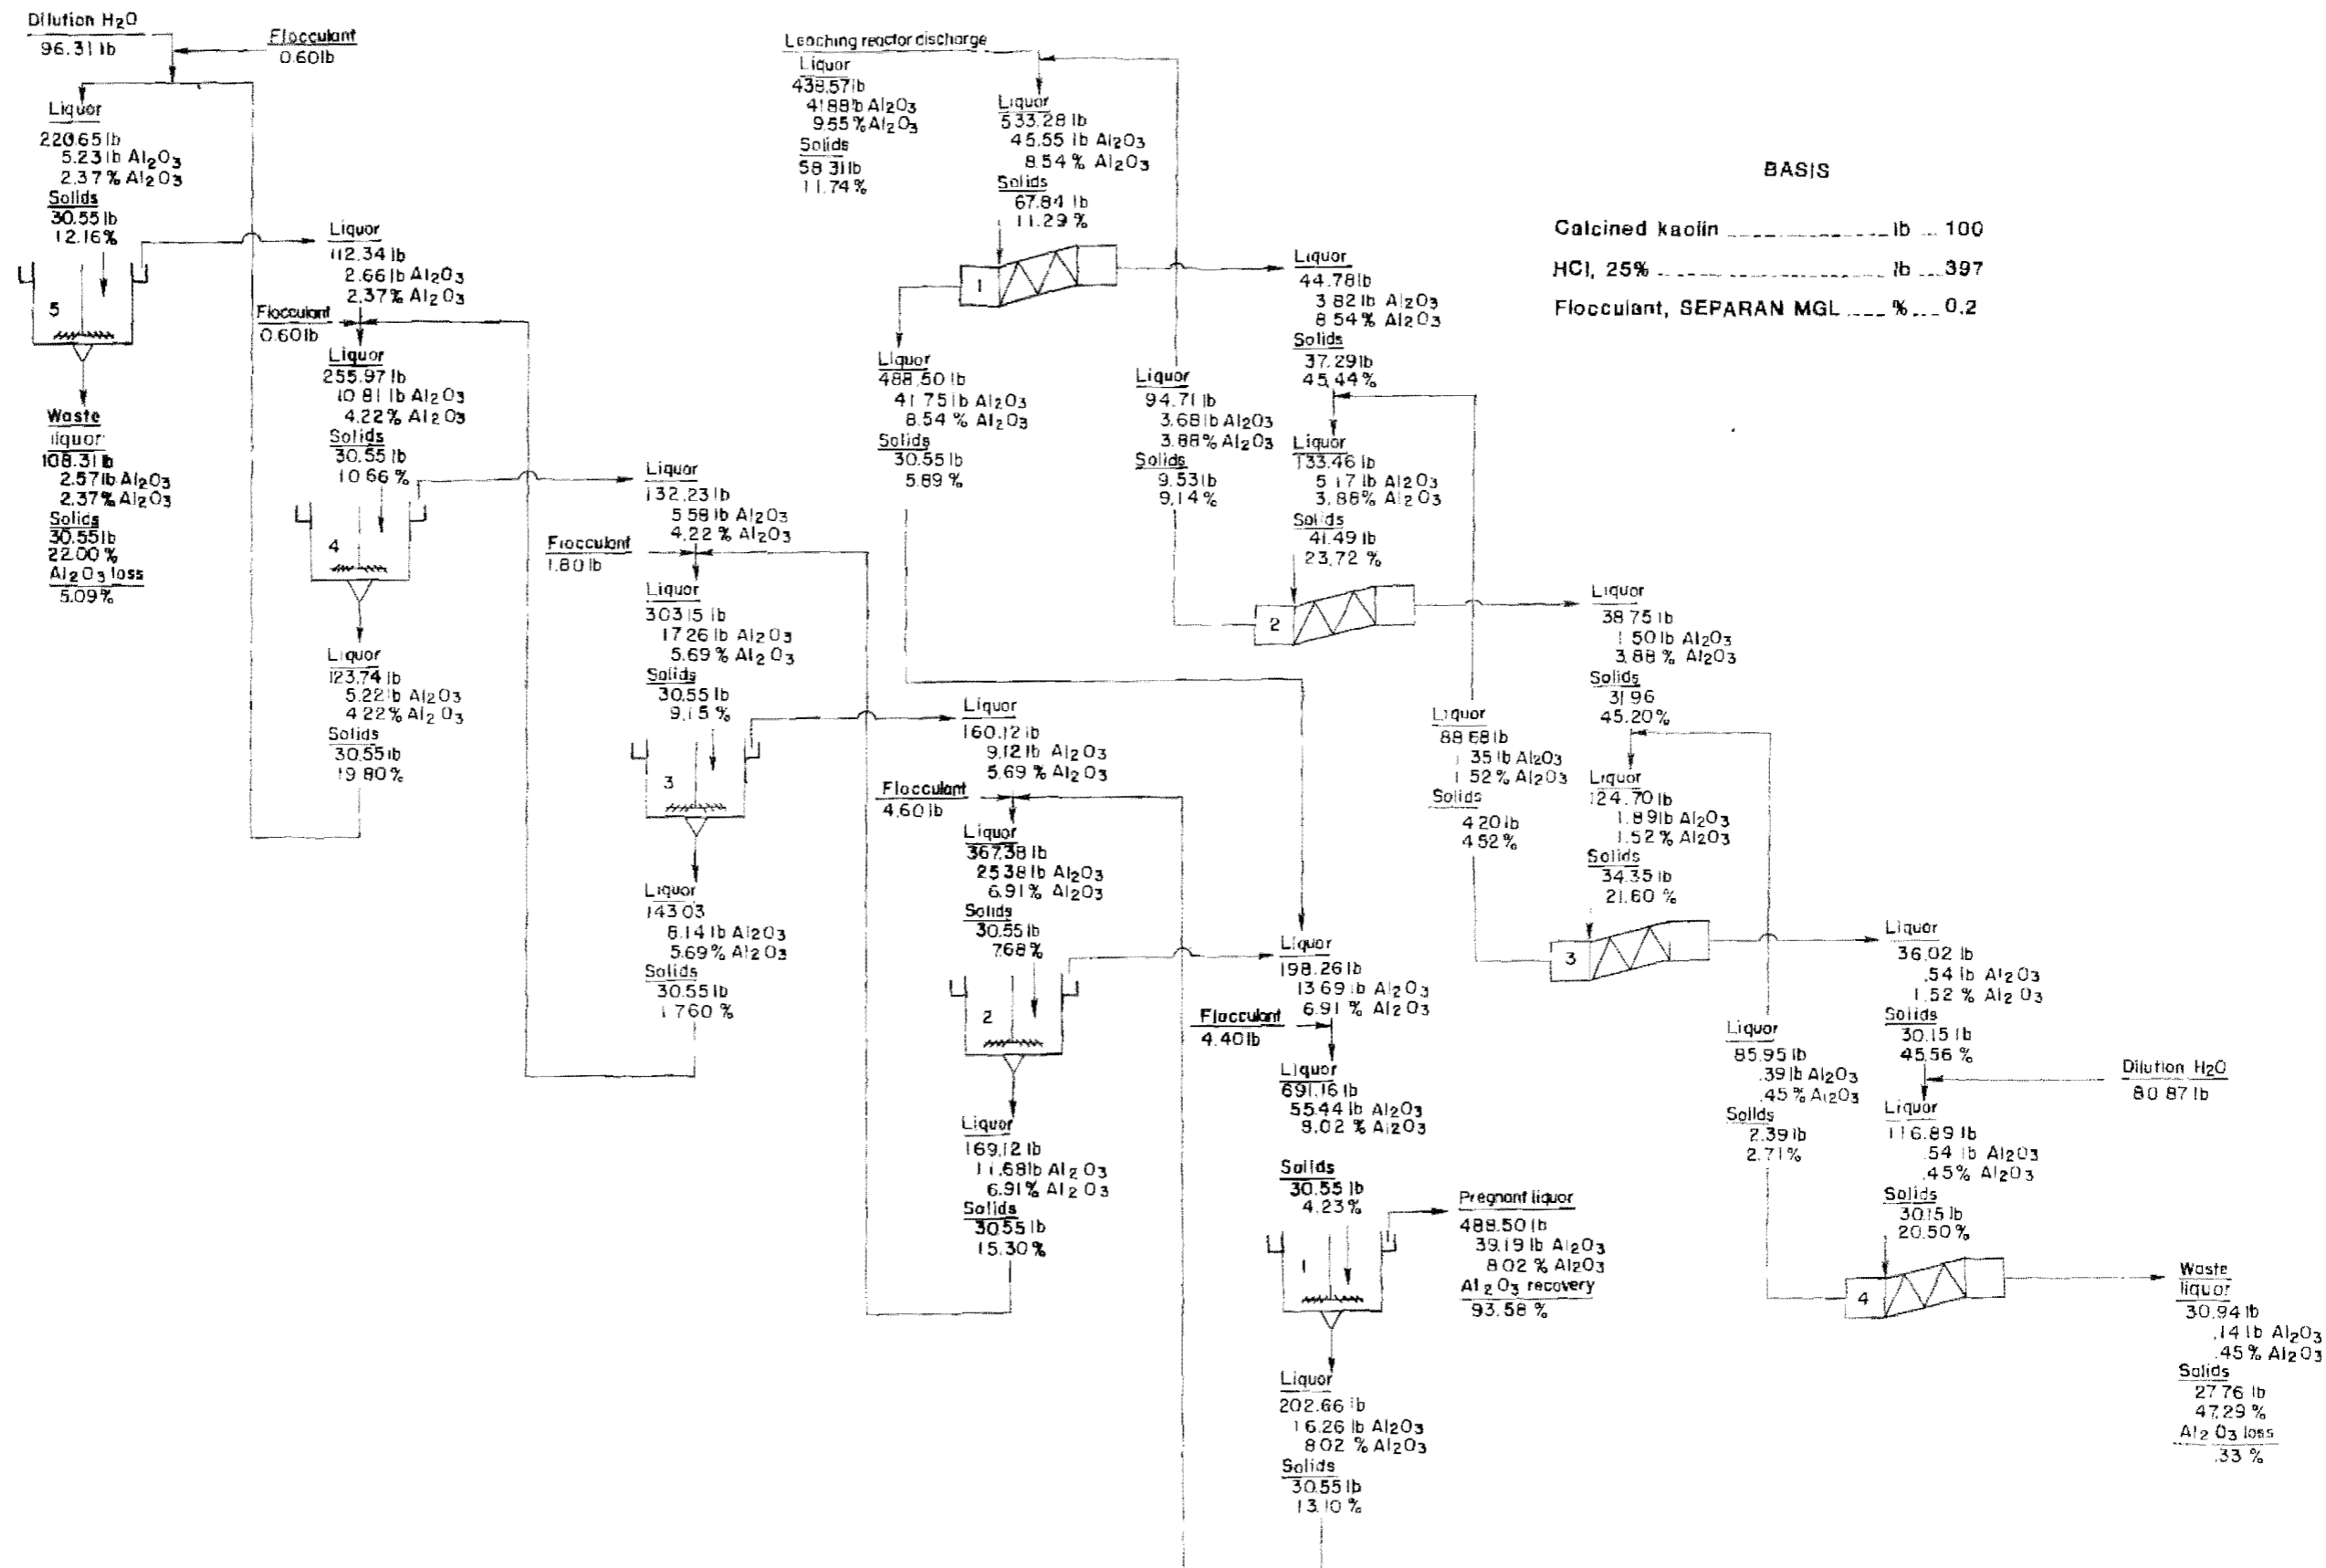 Dilution H2O
96.31 lb
Flocculant
0.60 lb
Liquor
220.65 lb
5.23 lb Al2O3
2.37% Al2O3
Solids
30.55 lb
12.16%
5
Waste
liquor
108.31 lb
2.57 lb Al2O3
2.37% Al2O3
Solids
30.55 lb
22.00 %
Al2O3 loss
5.09%
Liquor
112.34 lb
2.66 lb Al2O3
2.37% Al2O3
Flocculant
0.60 lb
Liquor
255.97 lb
10.81 lb Al2O3
4.22% Al2O3
Solids
30.55 lb
10.66 %
4
Liquor
123.74 lb
5.22 lb Al2O3
4.22% Al2O3
Solids
30.55 lb
19.80%
Liquor
132.23 lb
5.58 lb Al2O3
4.22 % Al2O3
Flocculant
1.80 lb
Liquor
303.15 lb
17.26 lb Al2O3
5.69 % Al2O3
Solids
30.55 lb
9.15 %
3
Liquor
143.03
8.14 lb Al2O3
5.69% Al2O3
Solids
30.55 lb
1 7.60 %
Liquor
160.12 lb
9.12 lb Al2O3
5.69 % Al2O3
Flocculant
4.60 lb
Liquor
367.38 lb
25.38 lb Al2O3
6.91% Al2O3
Solids
30.55 lb
7.68%
2
Liquor
169.12 lb
11.68 lb Al2O3
6.91% Al2O3
Solids
30.55 lb
15.30%
Leaching reactor discharge
Liquor
438.57 lb
41.88 lb Al2O3
9.55 % Al2O3
Solids
58.31 lb
11.74 %
Liquor
533.28 lb
45.55 lb Al2O3
8.54 % Al2O3
Solids
67.84 lb
11.29 %
1
Liquor
488.50 lb
41.75 lb Al2O3
8.54 % Al2O3
Solids
30.55 lb
5.89 %
Liquor
94.71 lb
3.68 lb Al2O3
3.88% Al2O3
Solids
9.53 lb
9.14%
Liquor
44.78 lb
3.82 lb Al2O3
8.54 % Al2O3
Solids
37.29 lb
45.44%
Liquor
133.46 lb
5.17 lb Al2O3
3.88% Al2O3
Solids
41.49 lb
23.72 %
2
BASIS
Calcined kaolin lb 100
HCl, 25% lb 397
Flocculant, SEPARAN MGL % 0.2
Liquor
38.75 lb
1.50 lb Al2O3
3.88 % Al2O3
Solids
31.96
45.20%
Liquor
88.68 lb
1.35 lb Al2O3
1.52% Al2O3
Solids
4.20 lb
4.52%
Liquor
124.70 lb
1.89 lb Al2O3
1.52% Al2O3
Solids
34.35 lb
21.60 %
3
Liquor
198.26 lb
13.69 lb Al2O3
6.91 % Al2O3
Flocculant
4.40 lb
Liquor
691.16 lb
55.44 lb Al2O3
8.02 % Al2O3
Solids
30.55 lb
4.23%
1
Pregnant liquor
488.50 lb
39.19 lb Al2O3
8.02 % Al2O3
Al2O3 recovery
93.58 %
Liquor
202.66 lb
16.26 lb Al2O3
8.02 % Al2O3
Solids
30.55 lb
13.10 %
Liquor
36.02 lb
.54 lb Al2O3
1.52 % Al2O3
Solids
30.15 lb
45.56 %
Dilution H2O
80.87 lb
Liquor
85.95 lb
.39 lb Al2O3
.45% Al2O3
Solids
2.39 lb
2.71%
Liquor
116.89 lb
.54 lb Al2O3
.45% Al2O3
Solids
30.15 lb
20.50%
4
Waste
liquor
30.94 lb
.14 lb Al2O3
.45% Al2O3
Solids
27.76 lb
47.29 %
Al2O3 loss
.33 %